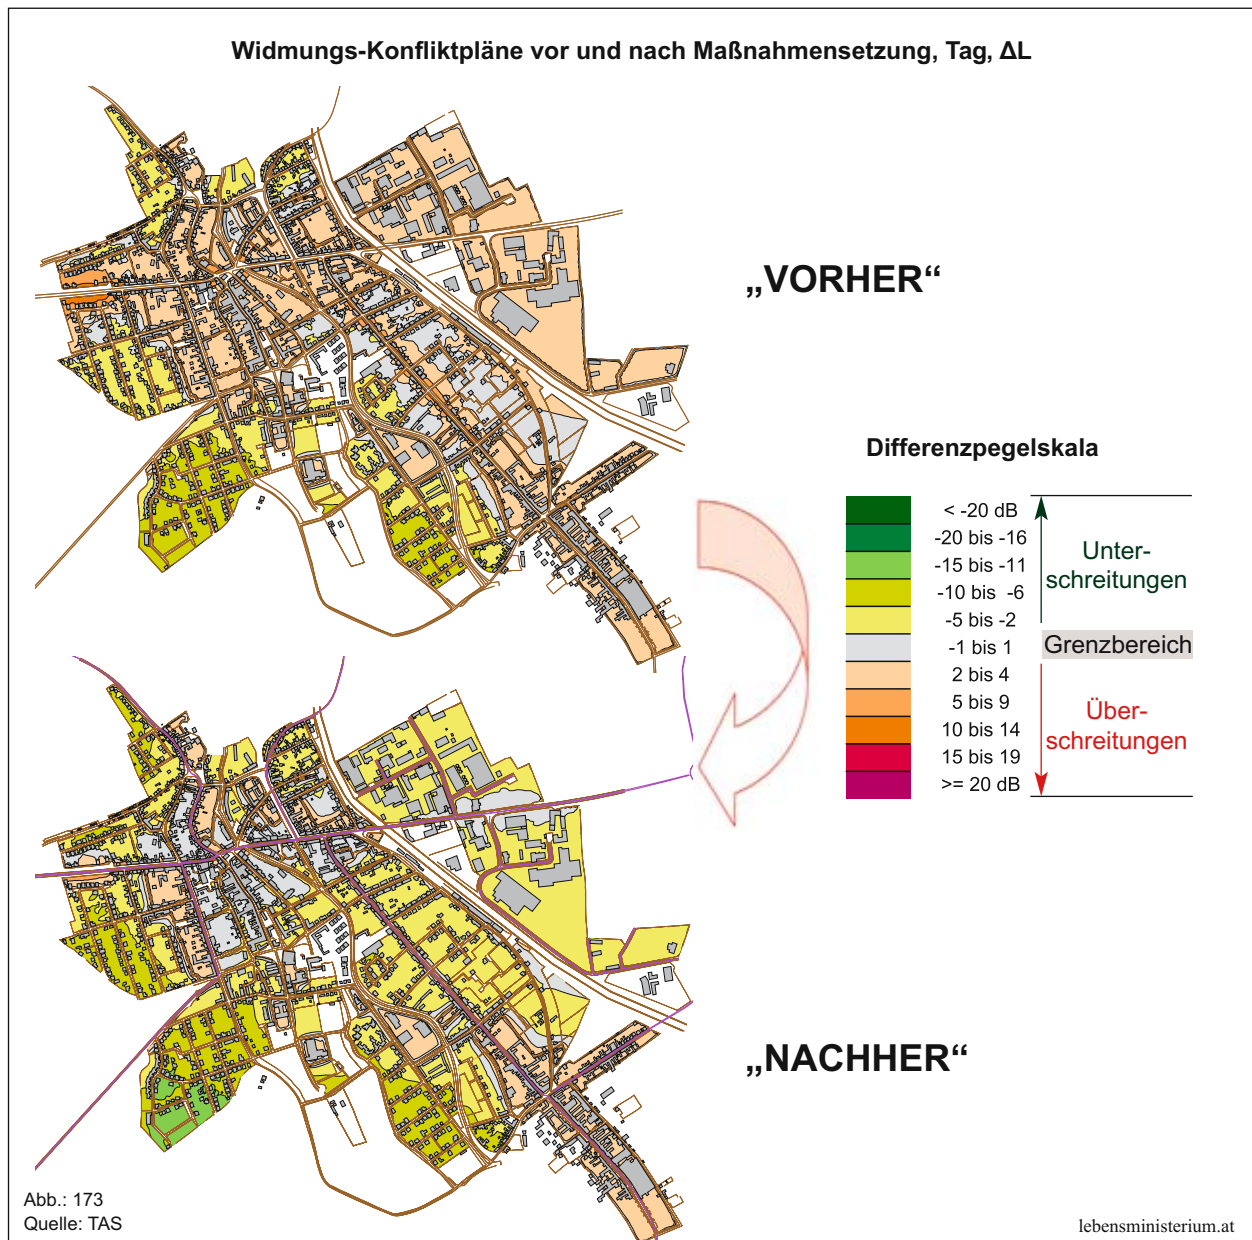 Widmungs-Konfliktpläne vor und nach Maßnahmensetzung, Tag, ΔL
„VORHER“
Differenzpegelskala
< -20 dB
-20 bis -16
-15 bis -11
-10 bis -6
-5 bis -2
-1 bis 1
2 bis 4
5 bis 9
10 bis 14
15 bis 19
>= 20 dB
Unter-
schreitungen
Grenzbereich
Über-
schreitungen
„NACHHER“
Abb.: 173
Quelle: TAS
lebensministerium.at